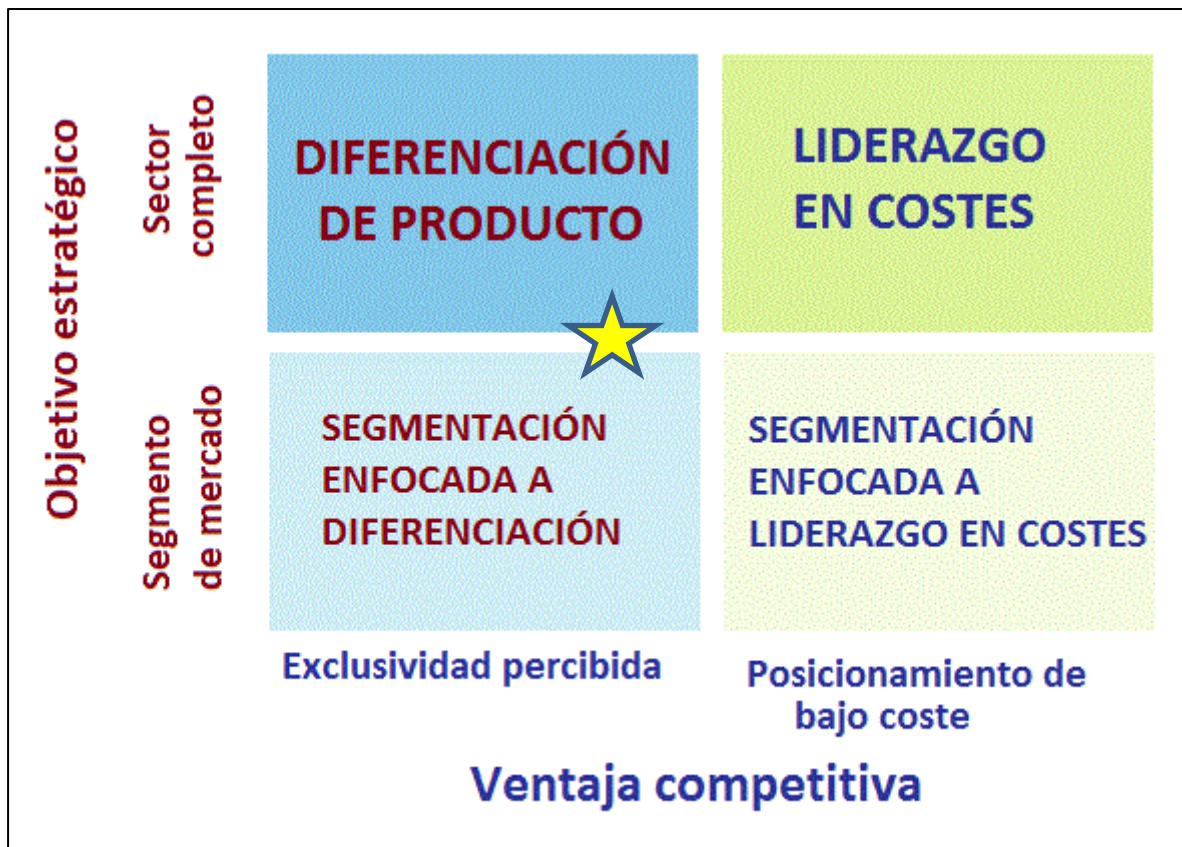 Objetivo estratégico
Sector
completo
DIFERENCIACIÓN
DE PRODUCTO
LIDERAZGO
EN COSTES
Segmento
de mercado
SEGMENTACIÓN
ENFOCADA A
DIFERENCIACIÓN
SEGMENTACIÓN
ENFOCADA A
LIDERAZGO EN COSTES
Exclusividad percibida
Posicionamiento de
bajo coste
Ventaja competitiva